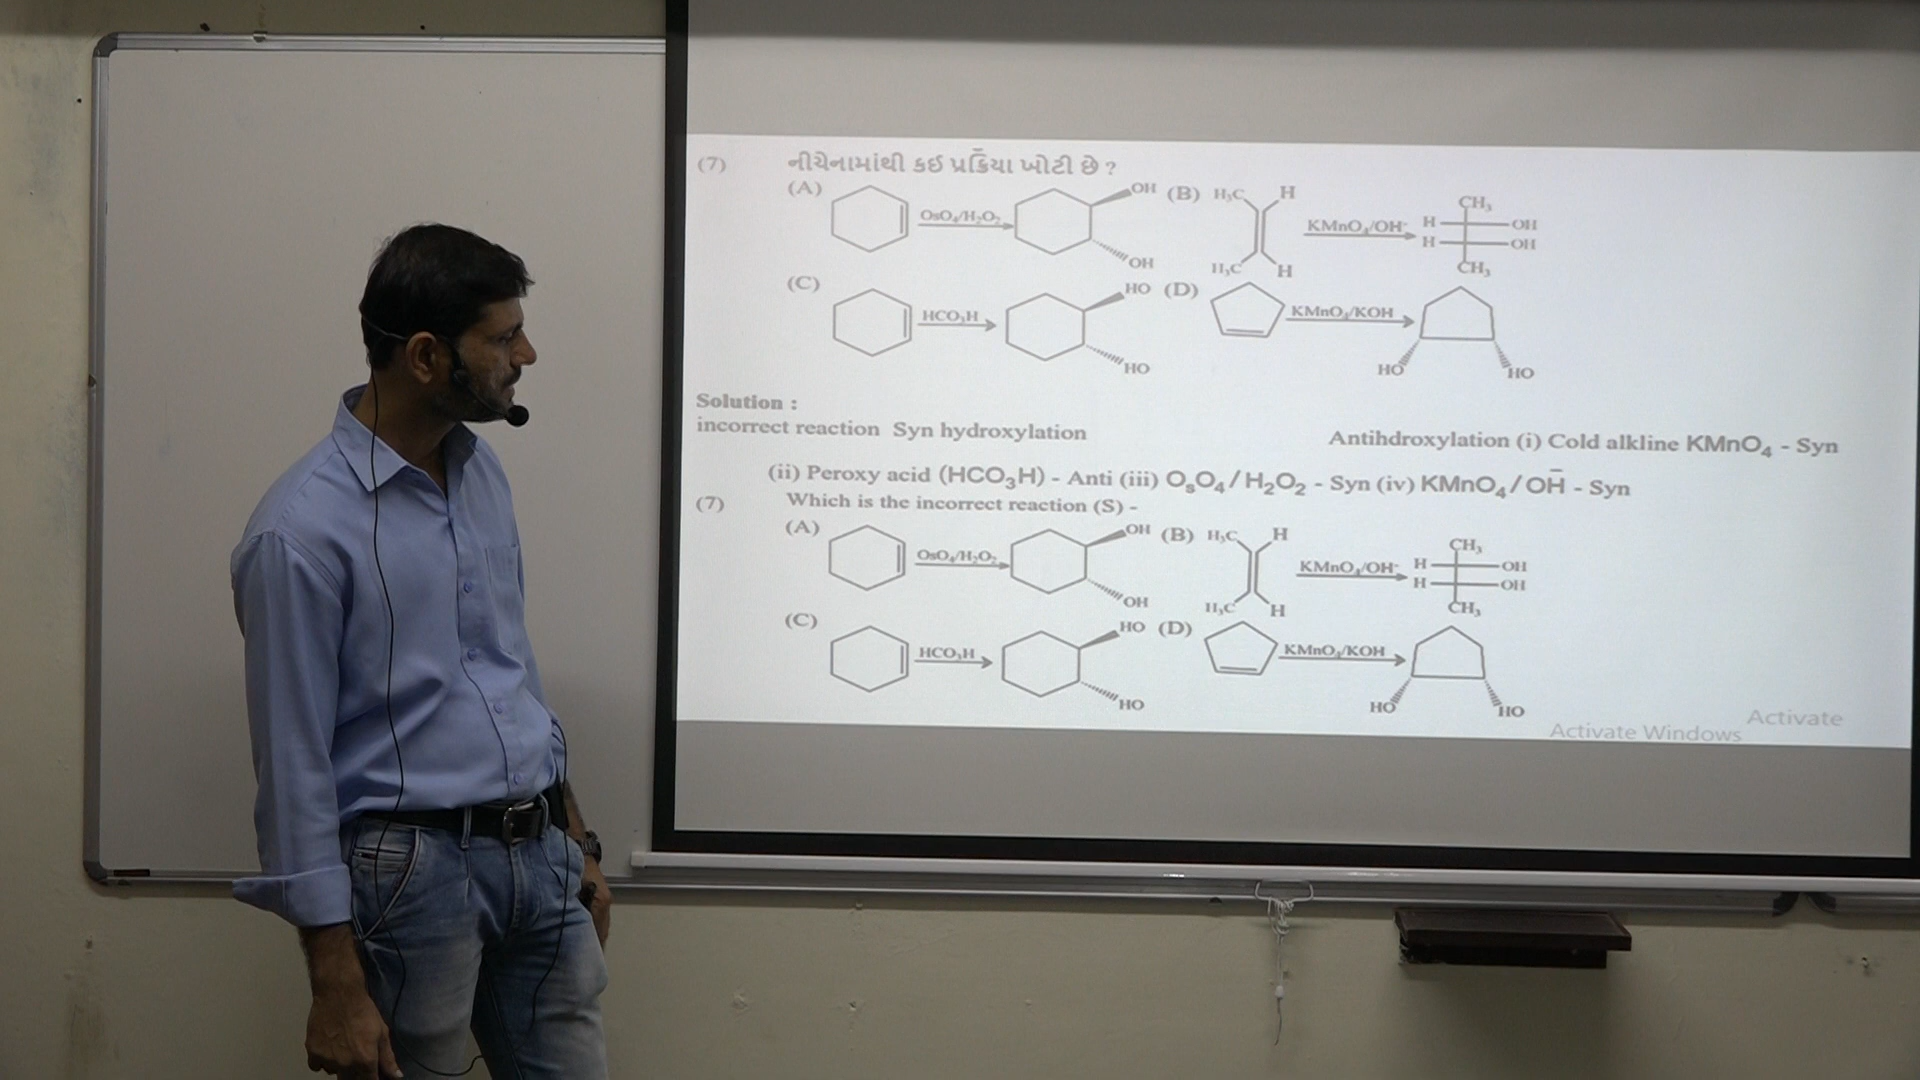 (7) નીચેનામાંથી કઈ પ્રક્રિયા ખોટી છે ?
(A) OsO₄/H₂O₂ OH OH (B) H₃C H H₃C H KMnO₄/OH⁻ CH₃ H OH H OH CH₃
(C) HCO₃H HO HO (D) KMnO₄/KOH HO HO
Solution :
incorrect reaction Syn hydroxylation Antihdroxylation (i) Cold alkline KMnO₄ - Syn
(ii) Peroxy acid (HCO₃H) - Anti (iii) OₛO₄/H₂O₂ - Syn (iv) KMnO₄/OH̄ - Syn
(7) Which is the incorrect reaction (S) -
(A) OsO₄/H₂O₂ OH OH (B) H₃C H H₃C H KMnO₄/OH⁻ CH₃ H OH H OH CH₃
(C) HCO₃H HO HO (D) KMnO₄/KOH HO HO
Activate Windows Activate